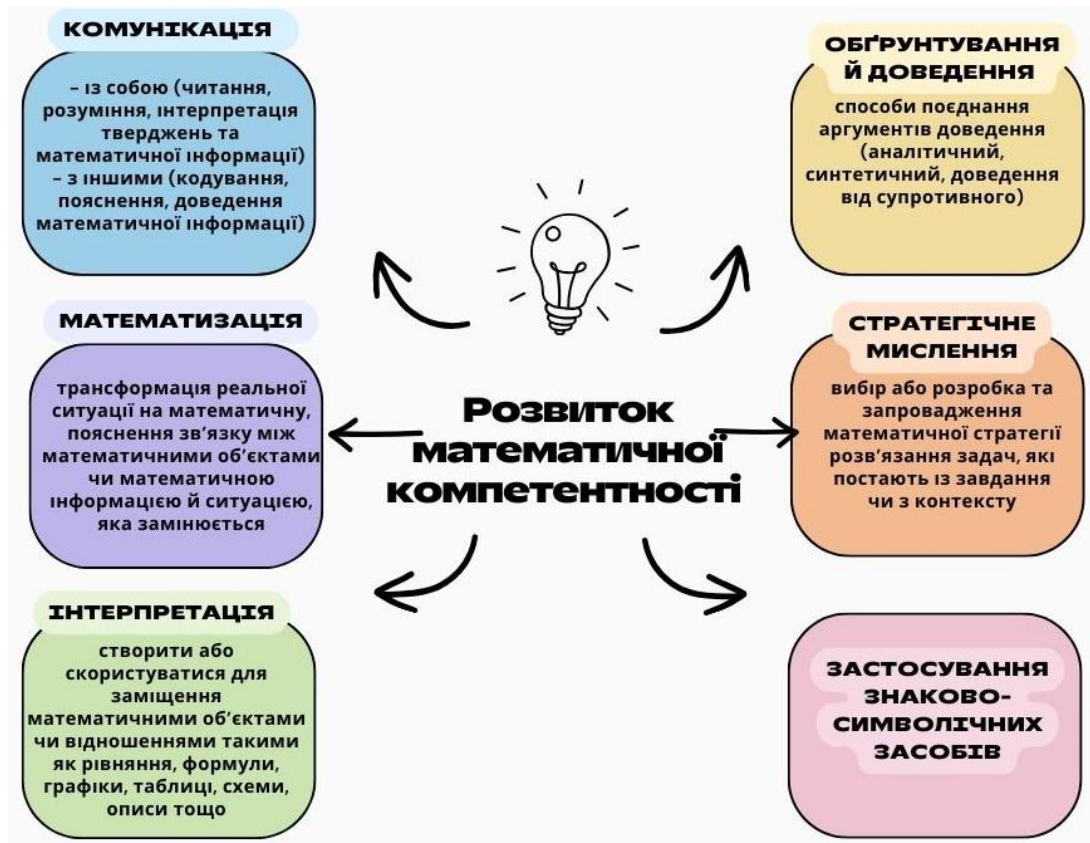 КОМУНІКАЦІЯ
– із собою (читання,
розуміння, інтерпретація
тверджень та
математичної інформації)
– з іншими (кодування,
пояснення, доведення
математичної інформації)
МАТЕМАТИЗАЦІЯ
трансформація реальної
ситуації на математичну,
пояснення зв’язку між
математичними об’єктами
чи математичною
інформацією й ситуацією,
яка замінюється
ІНТЕРПРЕТАЦІЯ
створити або
скористуватися для
заміщення
математичними об’єктами
чи відношеннями такими
як рівняння, формули,
графіки, таблиці, схеми,
описи тощо
Розвиток
математичної
компетентності
ОБҐРУНТУВАННЯ
Й ДОВЕДЕННЯ
способи поєднання
аргументів доведення
(аналітичний,
синтетичний, доведення
від супротивного)
СТРАТЕГІЧНЕ
МИСЛЕННЯ
вибір або розробка та
запровадження
математичної стратегії
розв’язання задач, які
постають із завдання
чи з контексту
ЗАСТОСУВАННЯ
ЗНАКОВО-
СИМВОЛІЧНИХ
ЗАСОБІВ